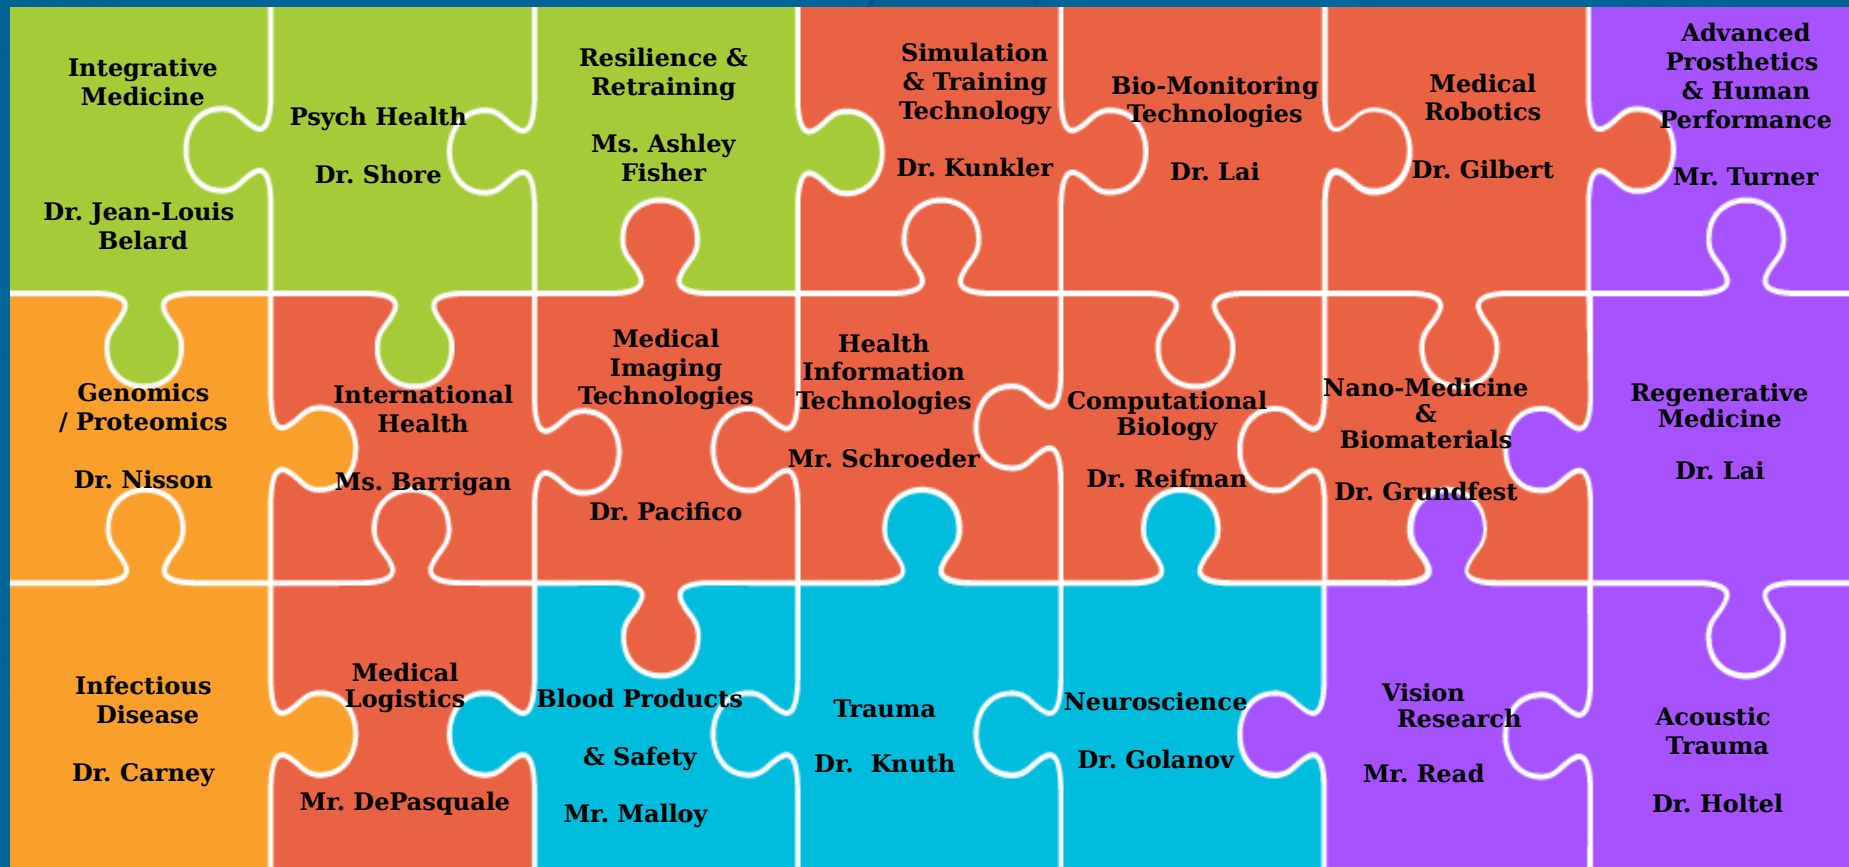 Integrative
Medicine
Dr. Jean-Louis
Belard
Psych Health
Dr. Shore
Resilience &
Retraining
Ms. Ashley
Fisher
Simulation
& Training
Technology
Dr. Kunkler
Bio-Monitoring
Technologies
Dr. Lai
Medical
Robotics
Dr. Gilbert
Advanced
Prosthetics
& Human
Performance
Mr. Turner
Genomics
/ Proteomics
Dr. Nisson
International
Health
Ms. Barrigan
Medical
Imaging
Technologies
Dr. Pacifico
Health
Information
Technologies
Mr. Schroeder
Computational
Biology
Dr. Reifman
Nano-Medicine
&
Biomaterials
Dr. Grundfest
Regenerative
Medicine
Dr. Lai
Infectious
Disease
Dr. Carney
Medical
Logistics
Mr. DePasquale
Blood Products
& Safety
Mr. Malloy
Trauma
Dr.  Knuth
Neuroscience
Dr. Golanov
Vision
Research
Mr. Read
Acoustic
Trauma
Dr. Holtel